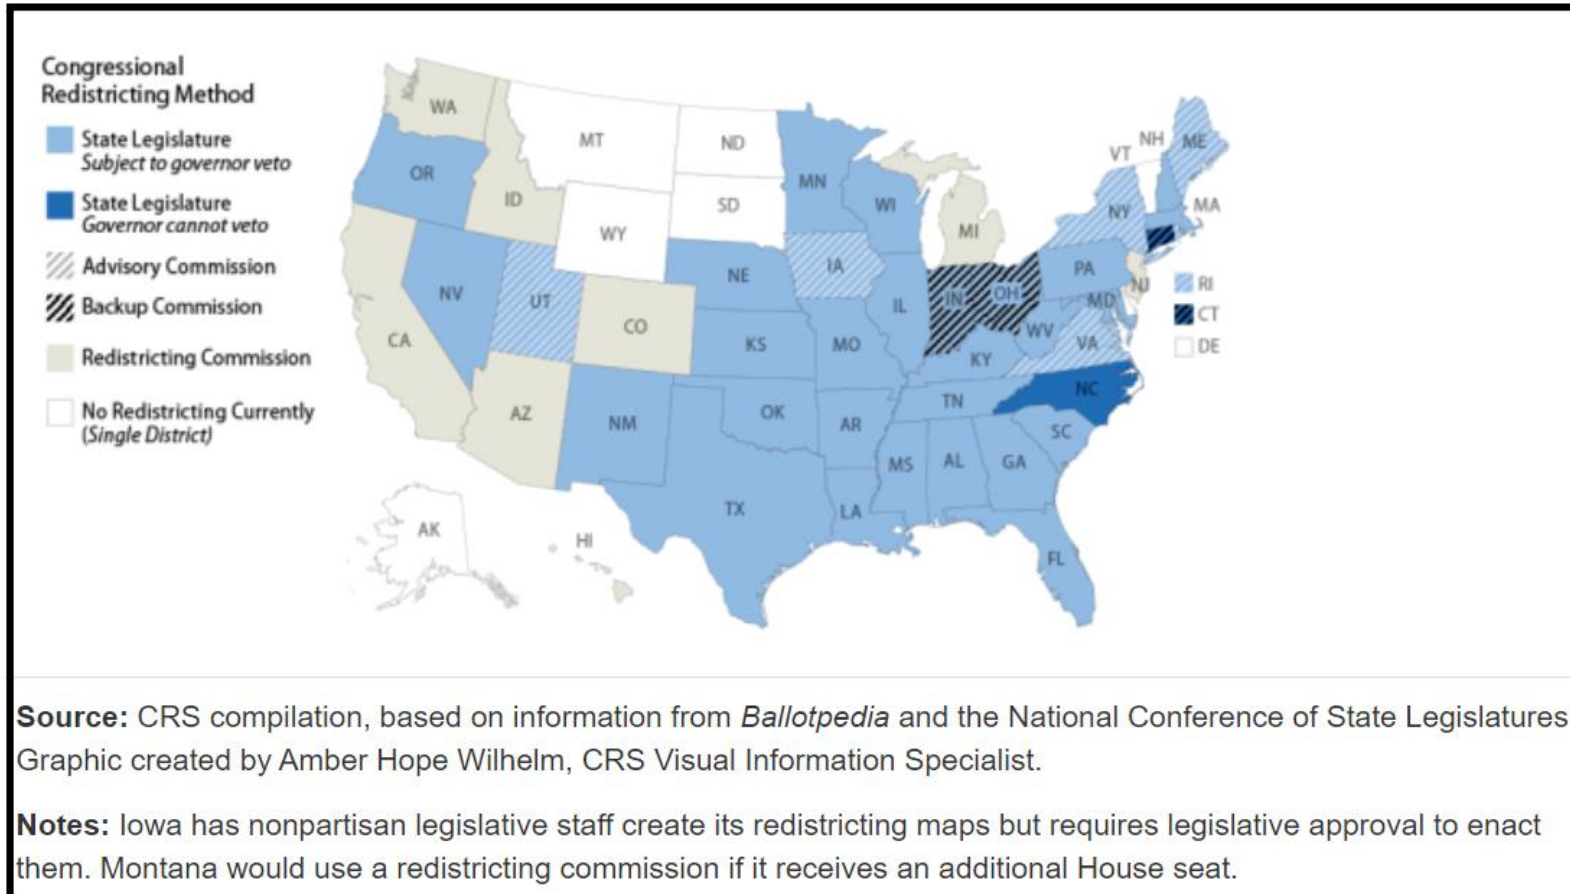 Congressional
Redistricting Method
State Legislature
Subject to governor veto
State Legislature
Governor cannot veto
Advisory Commission
Backup Commission
Redistricting Commission
No Redistricting Currently
(Single District)
WA
MT
ND
MN
VT
NH
ME
OR
ID
SD
WI
MI
NY
MA
WY
NV
UT
CO
NE
IA
IL
IN
OH
PA
NJ
RI
CT
DE
CA
KS
MO
KY
WV
MD
VA
AZ
NM
OK
AR
TN
NC
SC
TX
LA
MS
AL
GA
FL
AK
HI
Source: CRS compilation, based on information from Ballotpedia and the National Conference of State Legislatures
Graphic created by Amber Hope Wilhelm, CRS Visual Information Specialist.
Notes: Iowa has nonpartisan legislative staff create its redistricting maps but requires legislative approval to enact
them. Montana would use a redistricting commission if it receives an additional House seat.